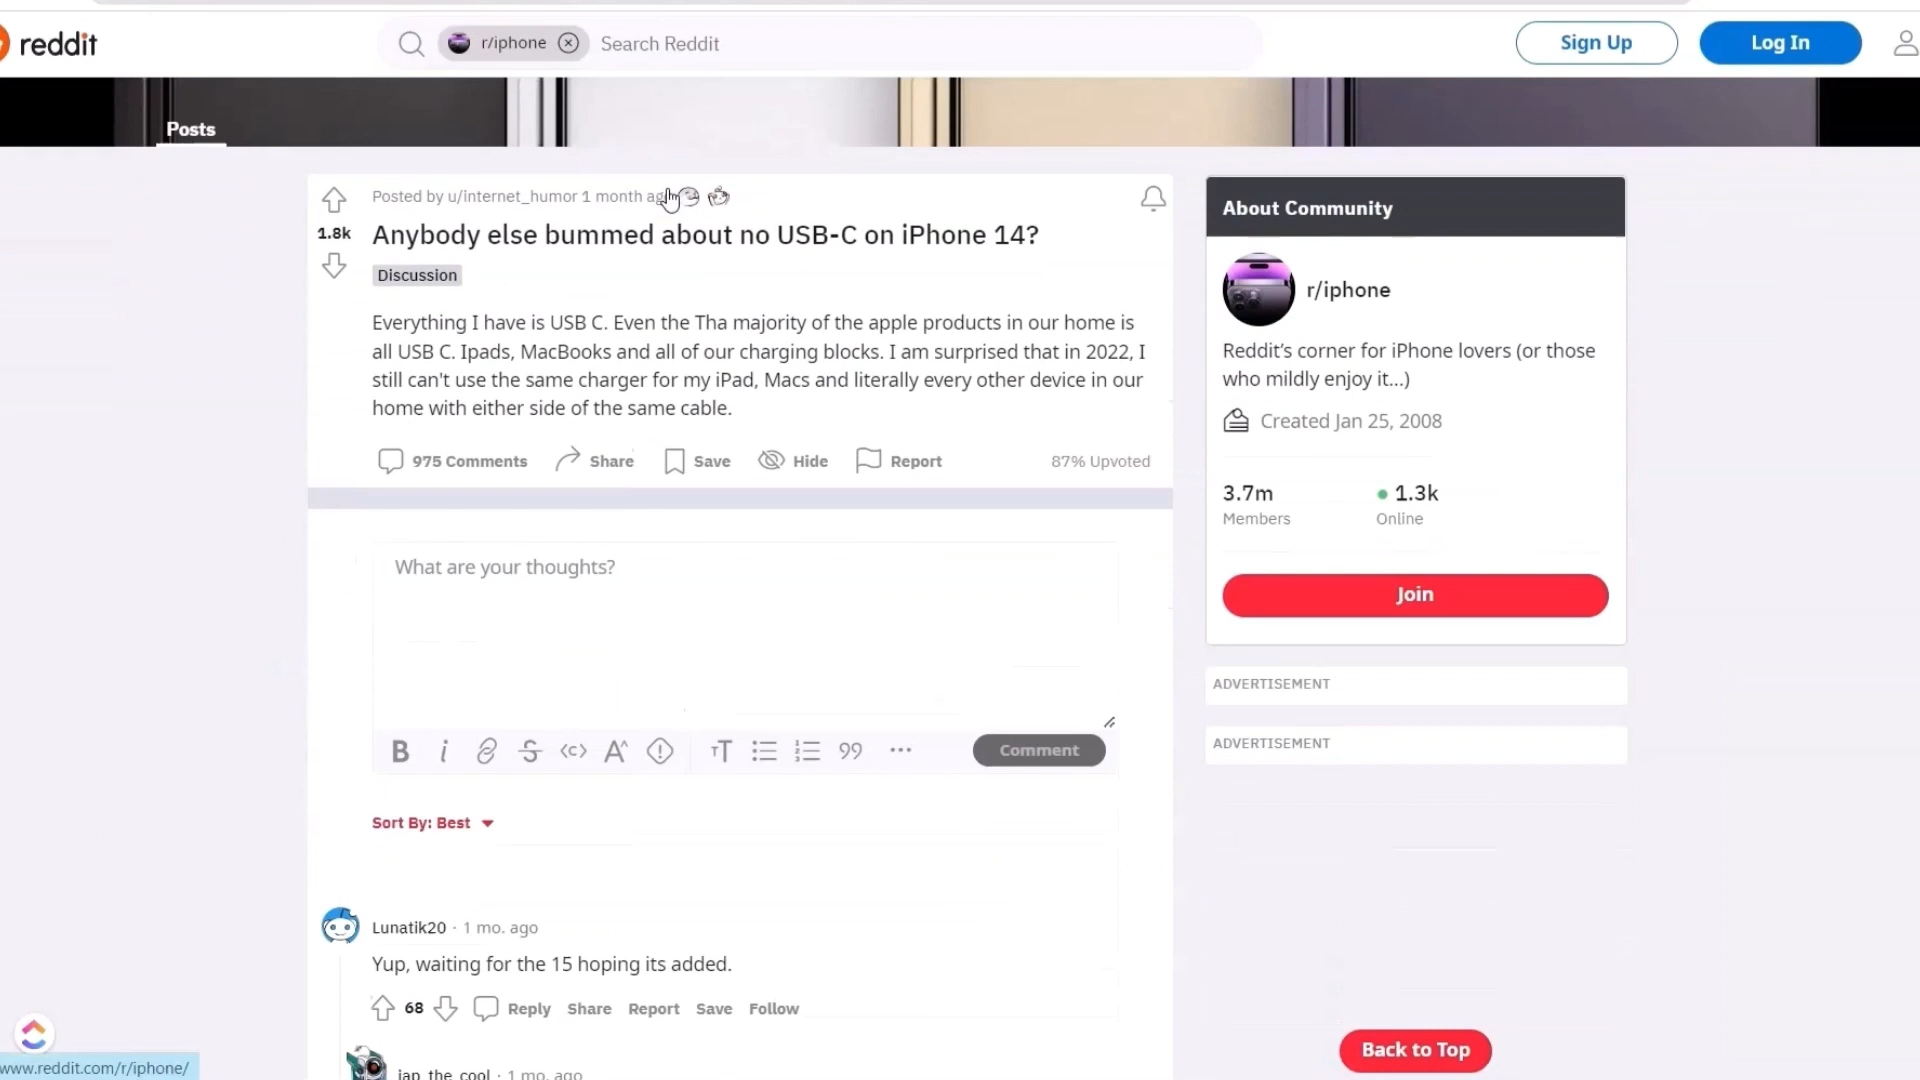 reddit
r/iphone
Search Reddit
Sign Up
Log In
Posts
Posted by u/internet_humor 1 month
1.8k
Anybody else bummed about no USB-C on iPhone 14?
Discussion
Everything I have is USB C. Even the Tha majority of the apple products in our home is
all USB C. Ipads, MacBooks and all of our charging blocks. I am surprised that in 2022, I
still can't use the same charger for my iPad, Macs and literally every other device in our
home with either side of the same cable.
975 Comments
Share
Save
Hide
Report
87% Upvoted
About Community
r/iphone
Reddit’s corner for iPhone lovers (or those
who mildly enjoy it...)
Created Jan 25, 2008
3.7m
1.3k
Members
Online
Join
ADVERTISEMENT
ADVERTISEMENT
What are your thoughts?
Comment
Sort By: Best
Lunatik20 · 1 mo. ago
Yup, waiting for the 15 hoping its added.
68
Reply
Share
Report
Save
Follow
jap_the_cool · 1 mo. ago
Back to Top
www.reddit.com/r/iphone/